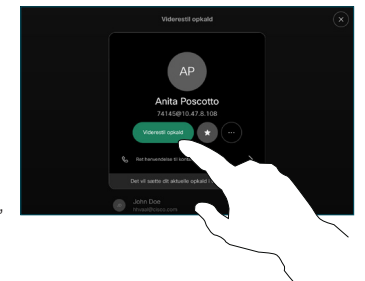 Viderestil opkald
AP
Anita Poscotto
74145@10.47.8.108
Viderestil opkald
Ret henvendelse til kont
Det vil sætte dit aktuelle opkald i
John Doe
,